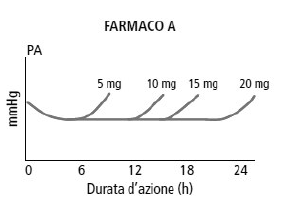 FARMACO A
PA
5 mg 10 mg 15 mg 20 mg
mmHg
0 6 12 18 24
Durata d'azione (h)